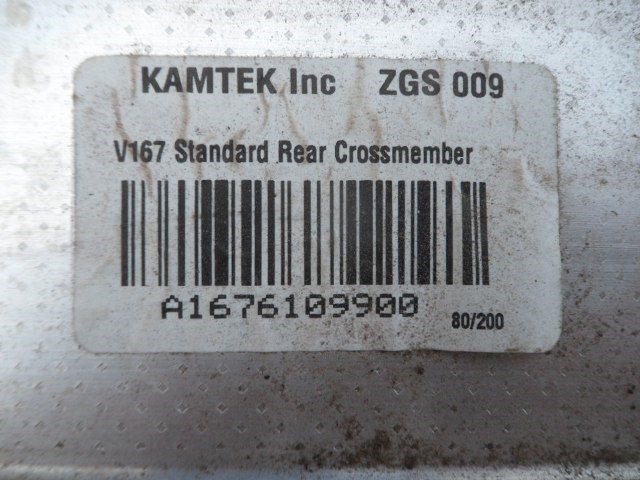 KAMTEK Inc ZGS 009
V167 Standard Rear Crossmember
A1676109900 80/200